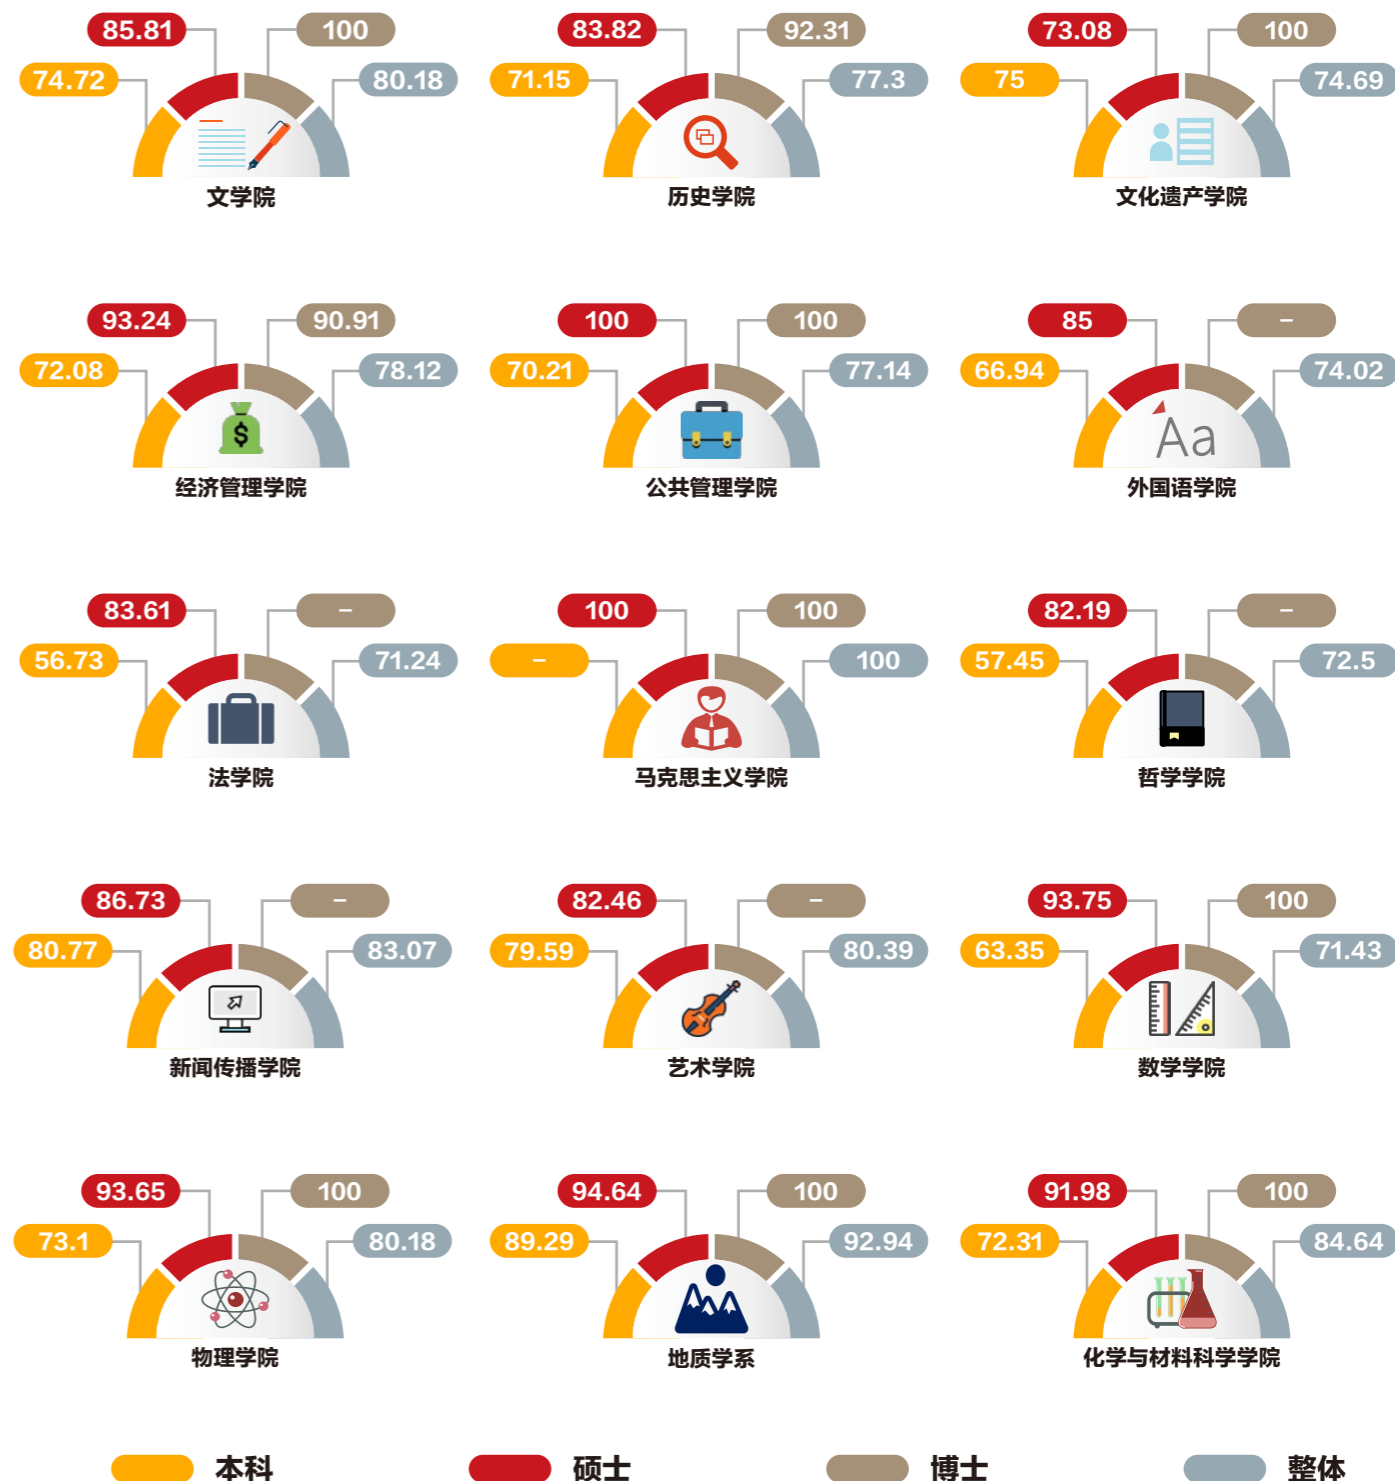 85.81 100 83.82 92.31 73.08 100
74.72 80.18 71.15 77.3 75 74.69
文学院 历史学院 文化遗产学院
93.24 90.91 100 100 85 –
72.08 78.12 70.21 77.14 66.94 74.02
$ Aa
经济管理学院 公共管理学院 外国语学院
83.61 – 100 100 82.19 –
56.73 71.24 – 100 57.45 72.5
法学院 马克思主义学院 哲学学院
86.73 – 82.46 – 93.75 100
80.77 83.07 79.59 80.39 63.35 71.43
新闻传播学院 艺术学院 数学学院
93.65 100 94.64 100 91.98 100
73.1 80.18 89.29 92.94 72.31 84.64
物理学院 地质学系 化学与材料科学学院
本科 硕士 博士 整体